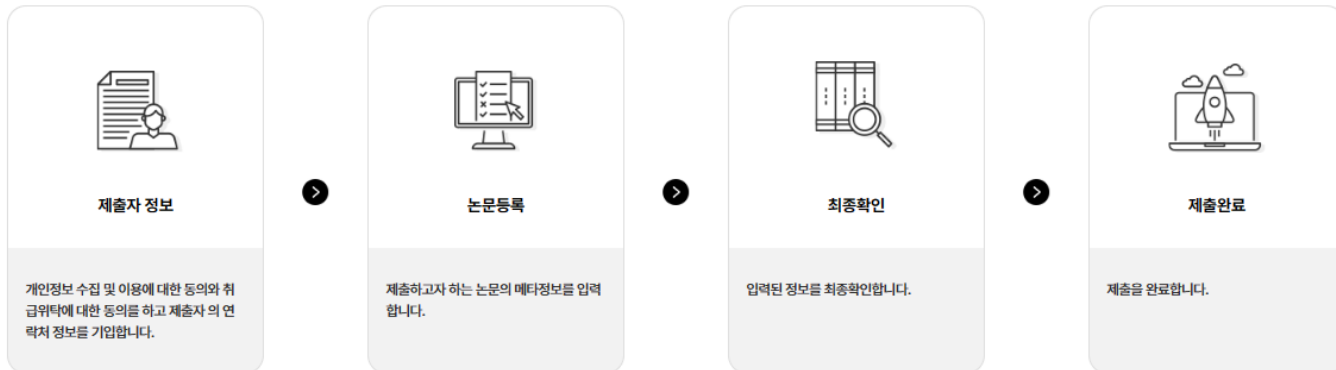 제출자 정보
개인정보 수집 및 이용에 대한 동의와 취
급위탁에 대한 동의를 하고 제출자 의 연
락처 정보를 기입합니다.
논문등록
제출하고자 하는 논문의 메타정보를 입력
합니다.
최종확인
입력된 정보를 최종확인합니다.
제출완료
제출을 완료합니다.